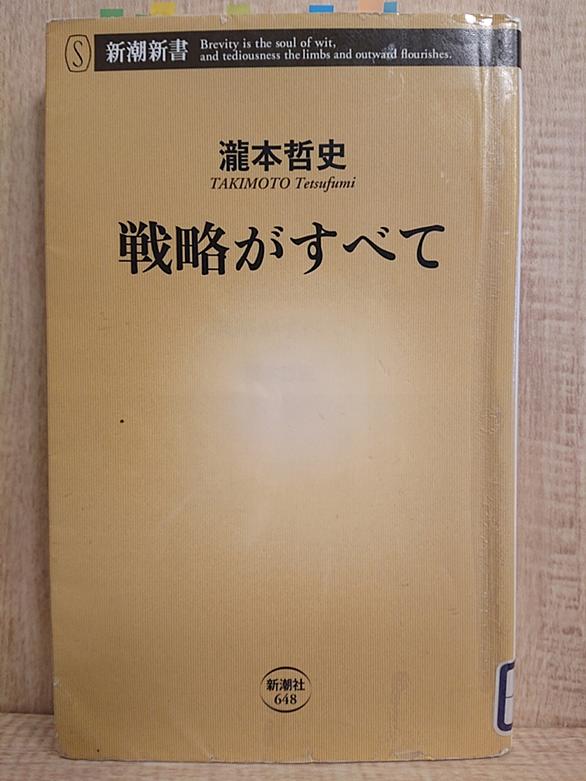 S
新潮新書
Brevity is the soul of wit,
and tediousness the limbs and outward flourishes.
瀧本哲史
TAKIMOTO Tetsufumi
戦略がすべて
新潮社
648